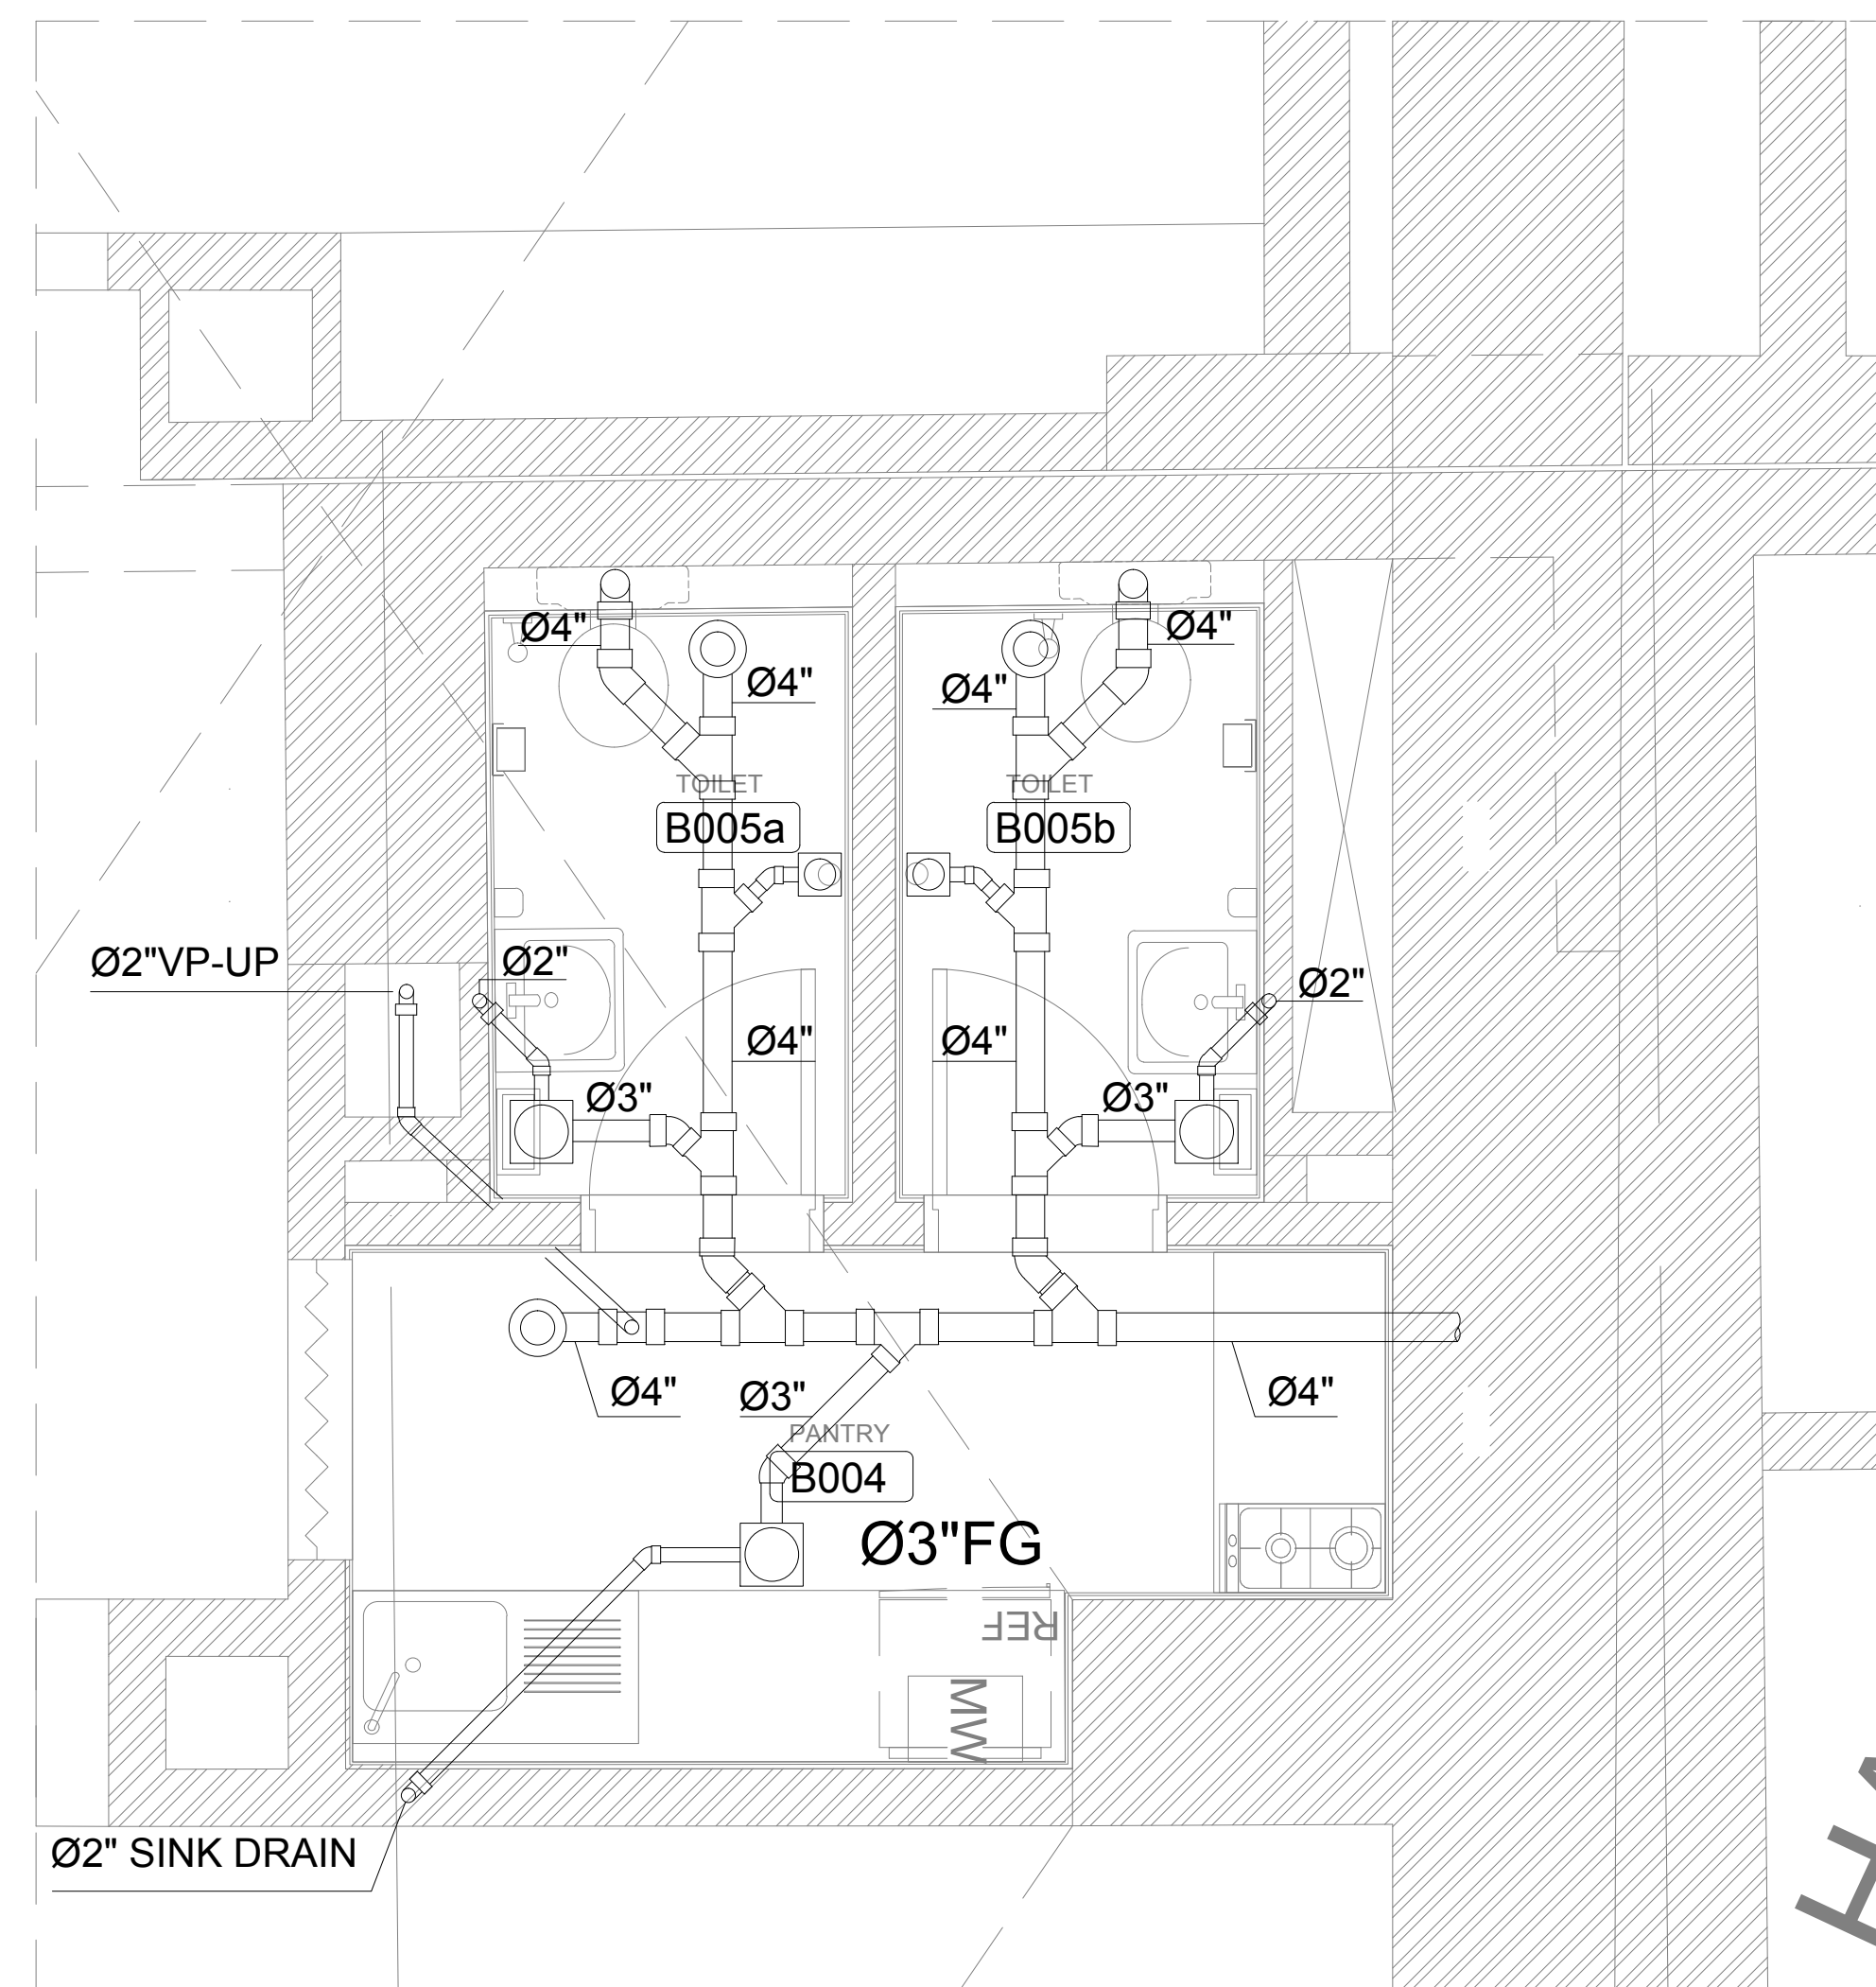 Ø4"
Ø4"
Ø4"
Ø4"
TOILET
B005a
TOILET
B005b
Ø2"VP-UP
Ø2"
Ø2"
Ø4"
Ø4"
Ø3"
Ø3"
Ø4"
Ø3"
Ø4"
PANTRY
B004
Ø3"FG
REF
MW
Ø2" SINK DRAIN